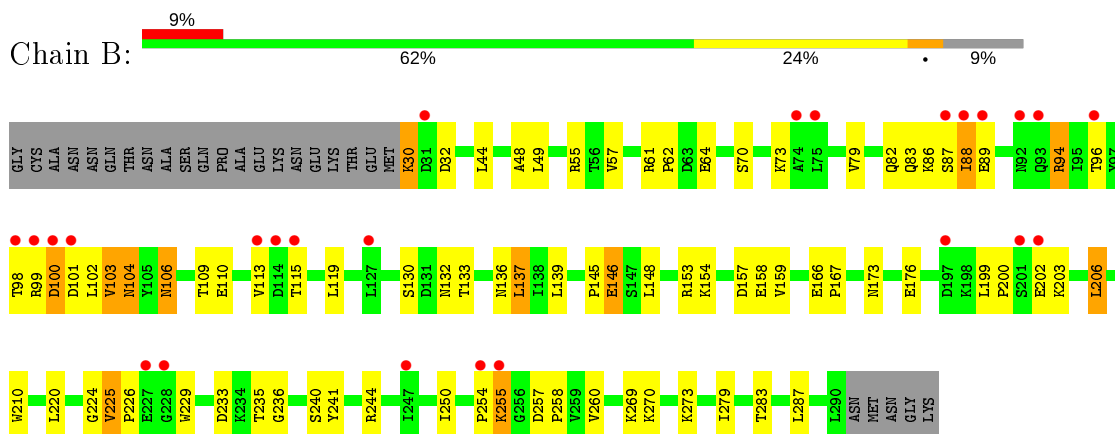 9%
Chain B:
62% 24% • 9%
GLY CYS ALA ASN ASN GLN THR ASN ALA SER GLN PRO ALA GLU LYS ASN GLU LYS THR GLU MET K30 D31 D32 L44 A48 L49 R55 T56 V57 R61 P62 D63 E64 S70 K73 A74 L75 V79 Q82 Q83 K86 S87 I88 E89 N92 Q93 R94 I95 T96 Y97
T98 R99 D100 D101 L102 V103 N104 Y105 N106 T109 E110 V113 D114 T115 L119 L127 S130 D131 N132 T133 N136 L137 I138 L139 P145 E146 S147 L148 R153 K154 D157 E158 V159 E166 P167 N173 E176 D197 K198 L199 P200 S201 E202 K203 L206
W210 L220 G224 V225 P226 E227 G228 W229 D233 K234 T235 G236 S240 Y241 R244 I247 I250 P254 K255 G256 D257 P258 V259 V260 K269 K270 K273 I279 T283 L287 L290 ASN MET ASN GLY LYS